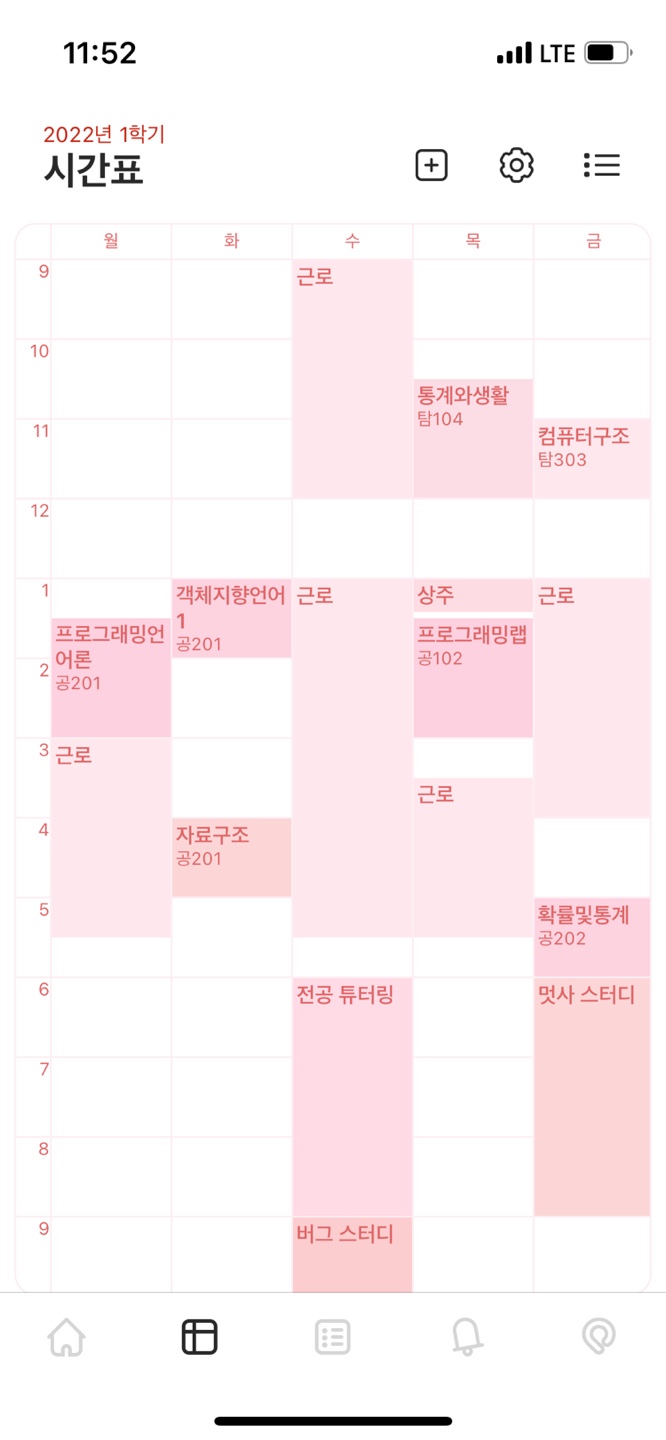 11:52
LTE
2022년 1학기
시간표
월 화 수 목 금
9
근로
10
통계와생활
탐104
11
컴퓨터구조
탐303
12
1
객체지향언어
1
공201
근로
상주
근로
프로그래밍언
어론
공201
프로그래밍랩
공102
2
3
근로
근로
4
자료구조
공201
5
확률및통계
공202
6
전공 튜터링
멋사 스터디
7
8
9
버그 스터디